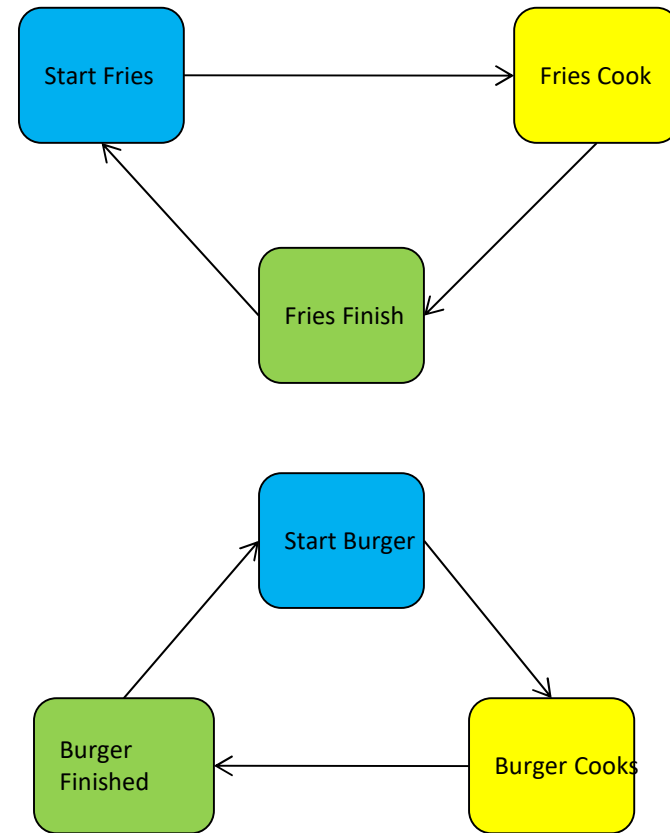 Start Fries
Fries Cook
Fries Finish
Start Burger
Burger
Finished
Burger Cooks